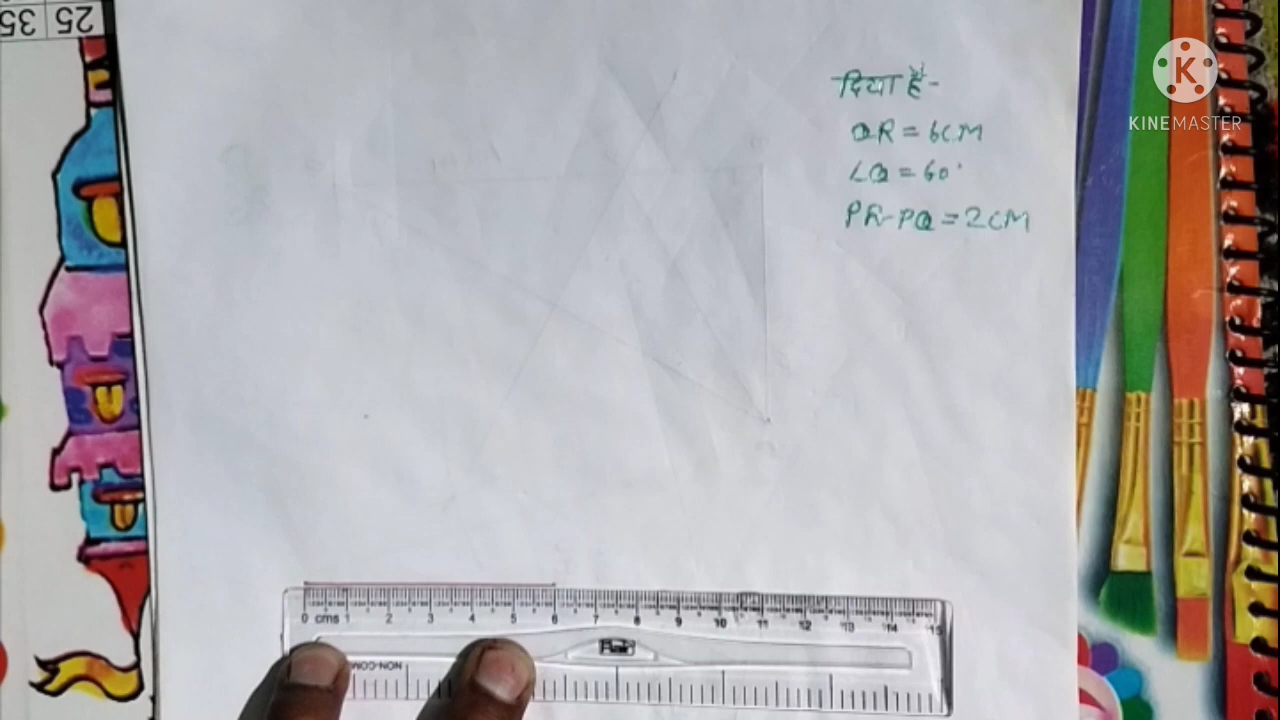 25 35
दिया है-
QR = 6CM
∠Q = 60°
PR-PQ = 2CM
KINEMASTER
0 cms 1 2 3 4 5 6 7 8 9 10 11 12 13 14 15
Flair